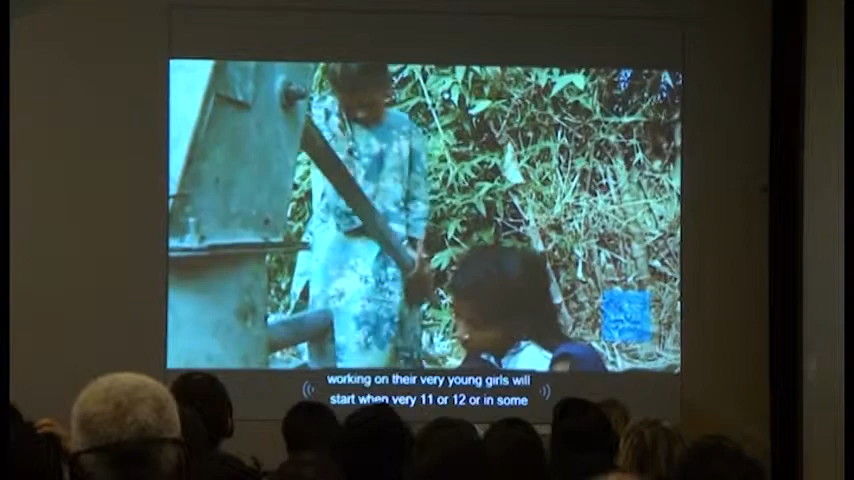 working on their very young girls will
start when very 11 or 12 or in some